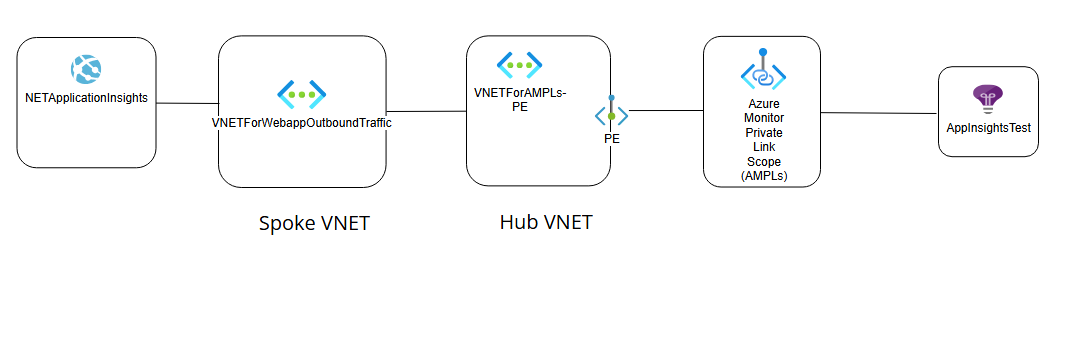 NETApplicationInsights
VNETForWebappOutboundTraffic
VNETForAMPLs-
PE
PE
Azure
Monitor
Private
Link
Scope
(AMPLs)
AppInsightsTest
Spoke VNET
Hub VNET